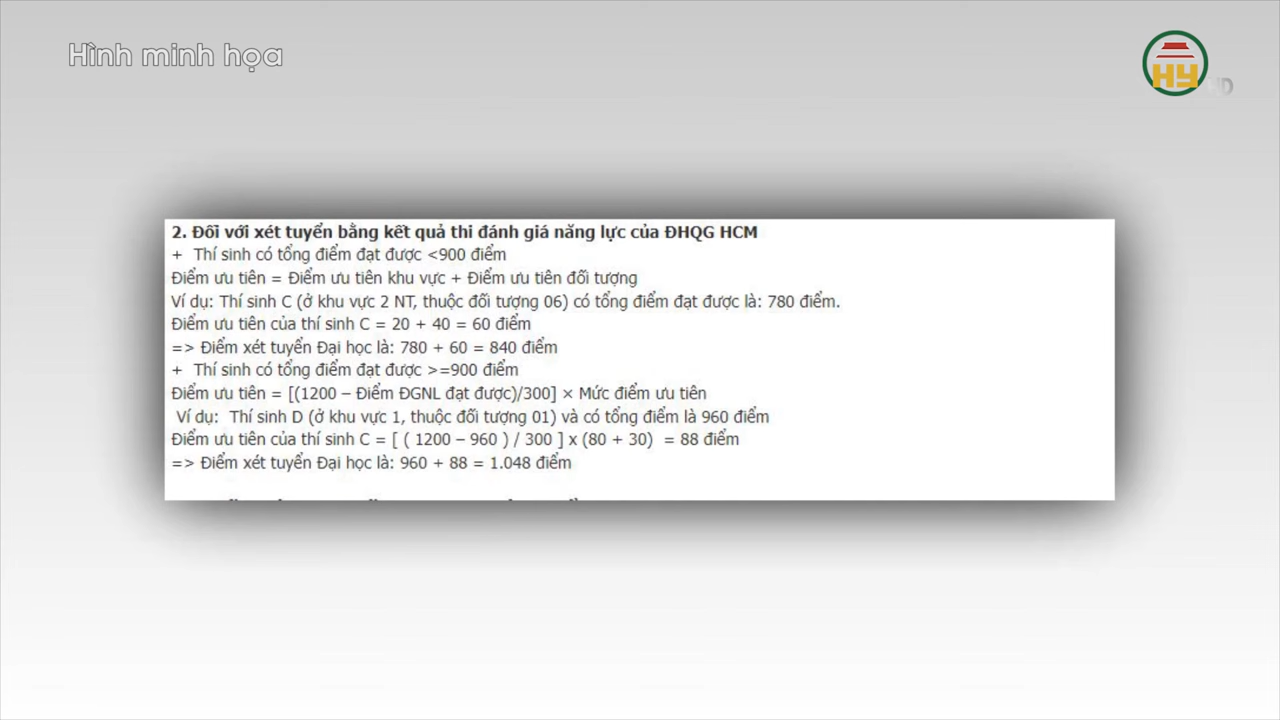 Hình minh họa
HY
HD
2. Đối với xét tuyển bằng kết quả thi đánh giá năng lực của ĐHQG HCM
+ Thí sinh có tổng điểm đạt được <900 điểm
Điểm ưu tiên = Điểm ưu tiên khu vực + Điểm ưu tiên đối tượng
Ví dụ: Thí sinh C (ở khu vực 2 NT, thuộc đối tượng 06) có tổng điểm đạt được là: 780 điểm.
Điểm ưu tiên của thí sinh C = 20 + 40 = 60 điểm
=> Điểm xét tuyển Đại học là: 780 + 60 = 840 điểm
+ Thí sinh có tổng điểm đạt được >=900 điểm
Điểm ưu tiên = [(1200 – Điểm ĐGNL đạt được)/300] × Mức điểm ưu tiên
Ví dụ: Thí sinh D (ở khu vực 1, thuộc đối tượng 01) và có tổng điểm là 960 điểm
Điểm ưu tiên của thí sinh C = [ ( 1200 – 960 ) / 300 ] x (80 + 30) = 88 điểm
=> Điểm xét tuyển Đại học là: 960 + 88 = 1.048 điểm